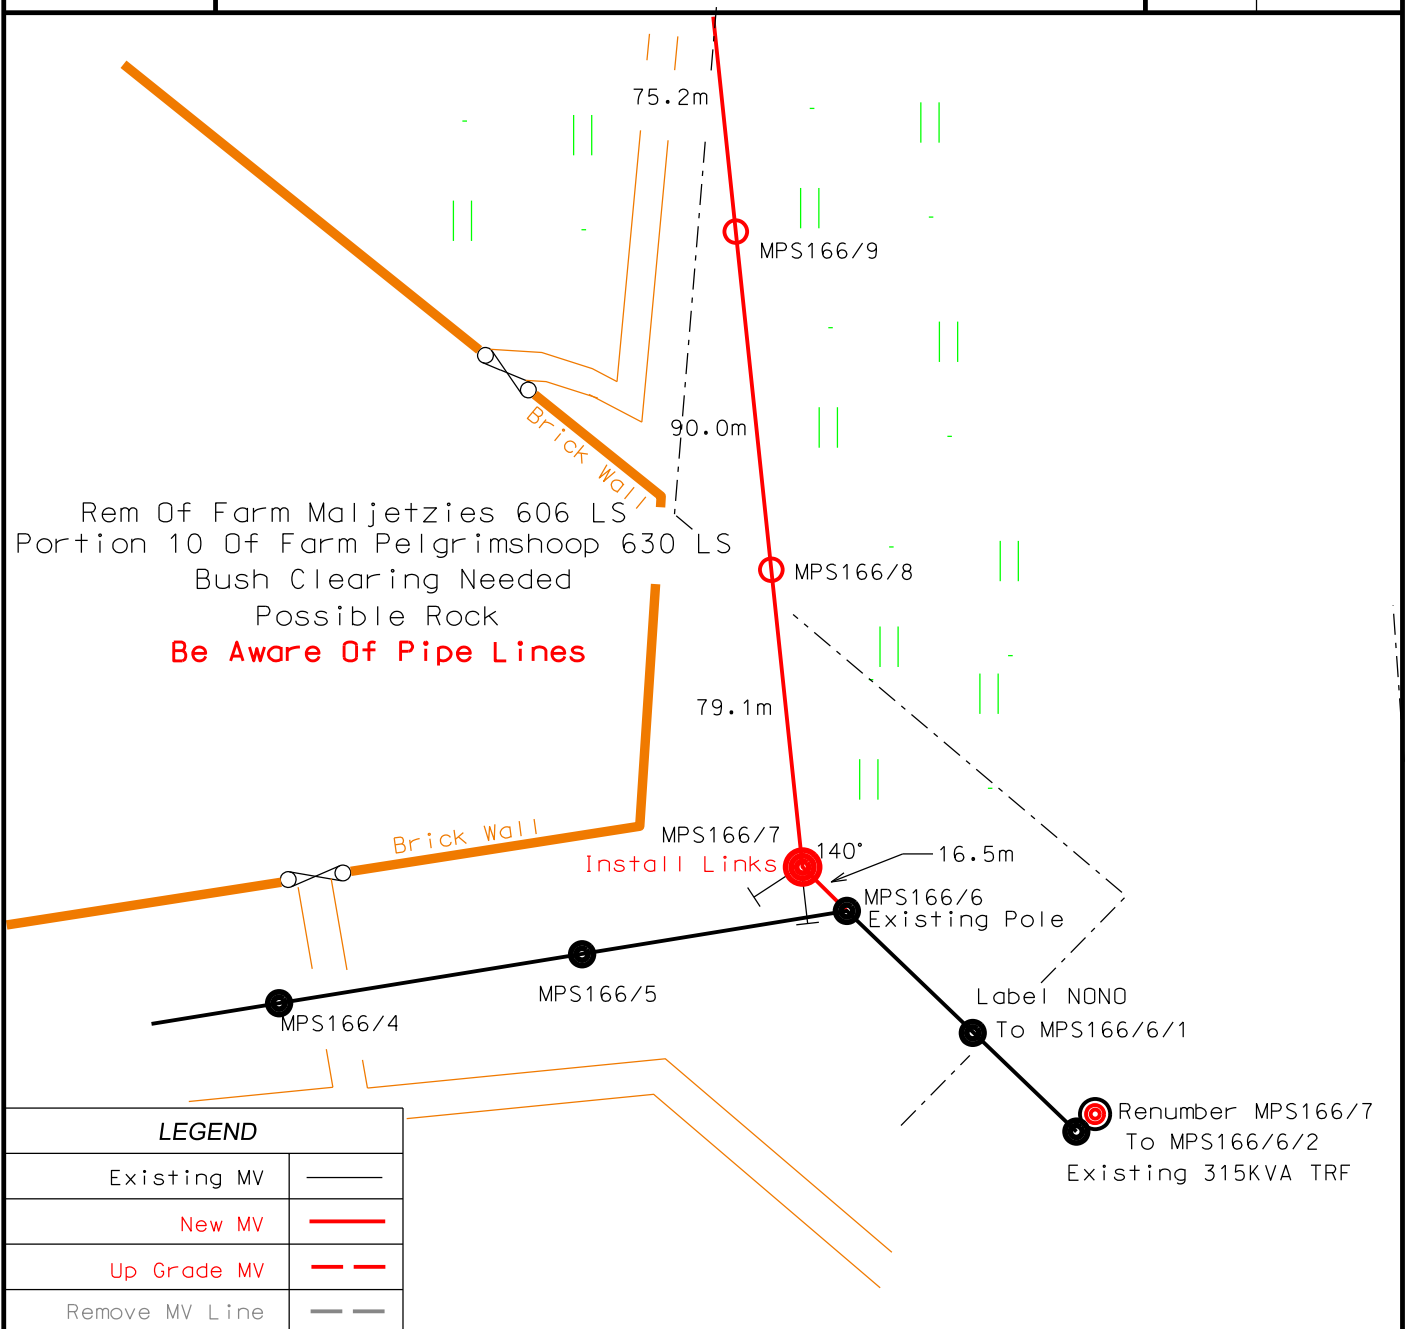 75.2m
MPS166/9
90.0m
Brick Wall
Rem Of Farm Maljetzies 606 LS
Portion 10 Of Farm Pelgrimshoop 630 LS
Bush Clearing Needed
Possible Rock
Be Aware Of Pipe Lines
MPS166/8
79.1m
Brick Wall
MPS166/7
Install Links
140°
16.5m
MPS166/6
Existing Pole
MPS166/5
MPS166/4
Label NONO
To MPS166/6/1
Renumber MPS166/7
To MPS166/6/2
Existing 315KVA TRF
LEGEND
Existing MV
New MV
Up Grade MV
Remove MV Line